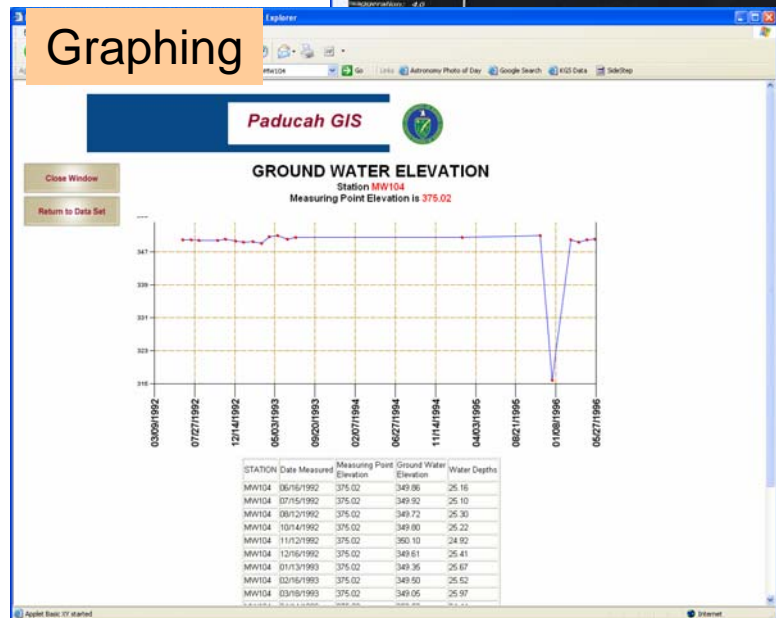 Exaggeration: 4.0
Explorer
Graphing
MW104
Go
Links
Astronomy Photo of Day
Google Search
KGS Data
SideStep
Paducah GIS
Close Window
Return to Data Set
GROUND WATER ELEVATION
Station MW104
Measuring Point Elevation is 375.02
347
339
331
323
315
03/09/1992
07/27/1992
12/14/1992
05/03/1993
09/20/1993
02/07/1994
06/27/1994
11/14/1994
04/03/1995
08/21/1995
01/08/1996
05/27/1996
STATION Date Measured Measuring Point Elevation Ground Water Elevation Water Depths
MW104 06/16/1992 375.02 349.86 25.16
MW104 07/15/1992 375.02 349.92 25.10
MW104 08/12/1992 375.02 349.72 25.30
MW104 10/14/1992 375.02 349.80 25.22
MW104 11/12/1992 375.02 350.10 24.92
MW104 12/16/1992 375.02 349.61 25.41
MW104 01/13/1993 375.02 349.35 25.67
MW104 02/16/1993 375.02 349.50 25.52
MW104 03/18/1993 375.02 349.05 25.97
Applet Basic XY started
Internet